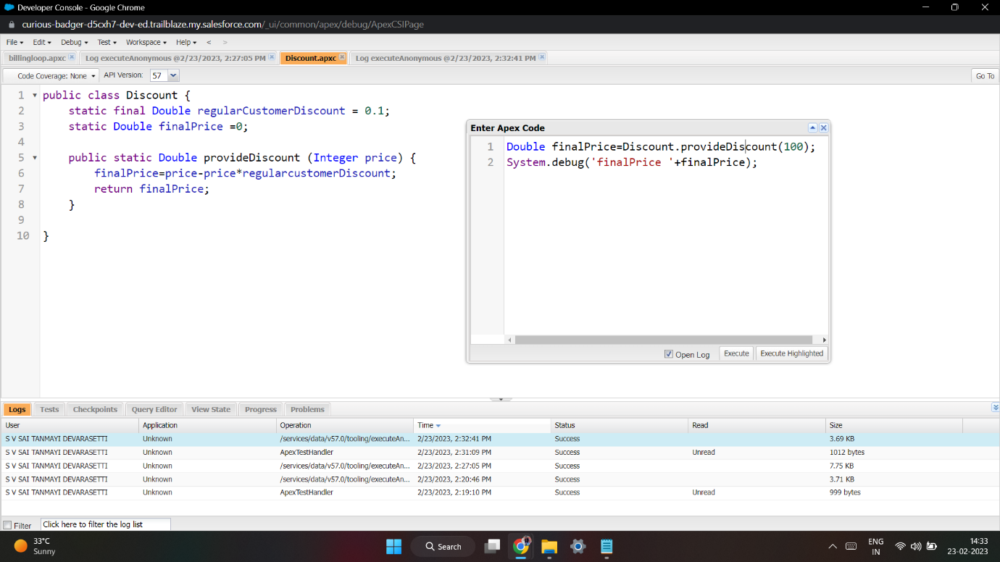 Developer Console - Google Chrome
curious-badger-d5cxh7-dev-ed.trailblaze.my.salesforce.com/_ui/common/apex/debug/ApexCSIPage
File Edit Debug Test Workspace Help < >
billingloop.apxc Log executeAnonymous @2/23/2023, 2:27:05 PM Discount.apxc Log executeAnonymous @2/23/2023, 2:32:41 PM
Code Coverage: None API Version: 57 Go To
1 public class Discount {
2 static final Double regularCustomerDiscount = 0.1;
3 static Double finalPrice =0;
4
5 public static Double provideDiscount (Integer price) {
6 finalPrice=price-price*regularcustomerDiscount;
7 return finalPrice;
8 }
9
10 }
Enter Apex Code
1 Double finalPrice=Discount.provideDiscount(100);
2 System.debug('finalPrice '+finalPrice);
Open Log Execute Execute Highlighted
Logs Tests Checkpoints Query Editor View State Progress Problems
User Application Operation Time Status Read Size
S V SAI TANMAYI DEVARASETTI Unknown /services/data/v57.0/tooling/executeAn... 2/23/2023, 2:32:41 PM Success 3.69 KB
S V SAI TANMAYI DEVARASETTI Unknown ApexTestHandler 2/23/2023, 2:31:09 PM Success Unread 1012 bytes
S V SAI TANMAYI DEVARASETTI Unknown /services/data/v57.0/tooling/executeAn... 2/23/2023, 2:27:05 PM Success 7.75 KB
S V SAI TANMAYI DEVARASETTI Unknown /services/data/v57.0/tooling/executeAn... 2/23/2023, 2:20:46 PM Success 3.71 KB
S V SAI TANMAYI DEVARASETTI Unknown ApexTestHandler 2/23/2023, 2:19:10 PM Success Unread 999 bytes
Filter Click here to filter the log list
33°C
Sunny
Search
ENG
IN
14:33
23-02-2023